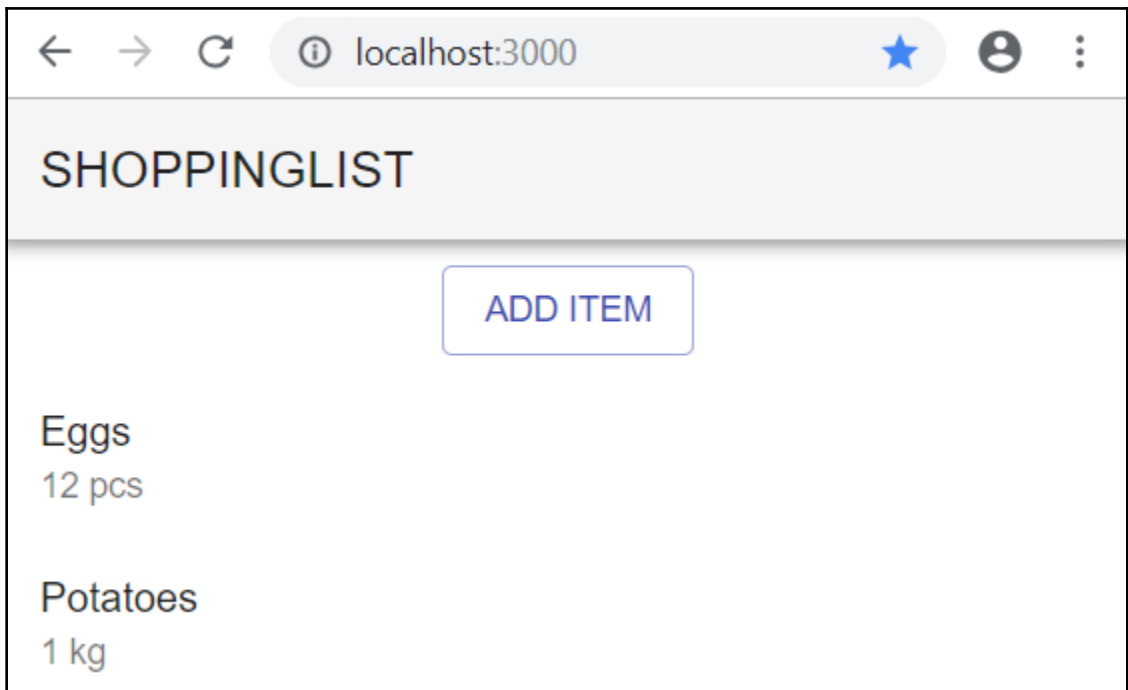 localhost:3000
SHOPPINGLIST
ADD ITEM
Eggs
12 pcs
Potatoes
1 kg